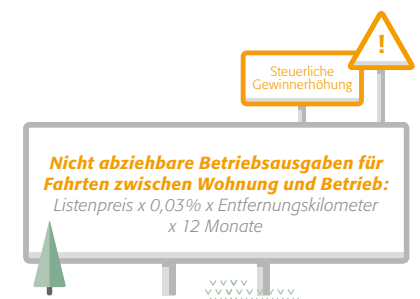 !
Steuerliche
Gewinnerhöhung
Nicht abziehbare Betriebsausgaben für
Fahrten zwischen Wohnung und Betrieb:
Listenpreis x 0,03% x Entfernungskilometer
x 12 Monate